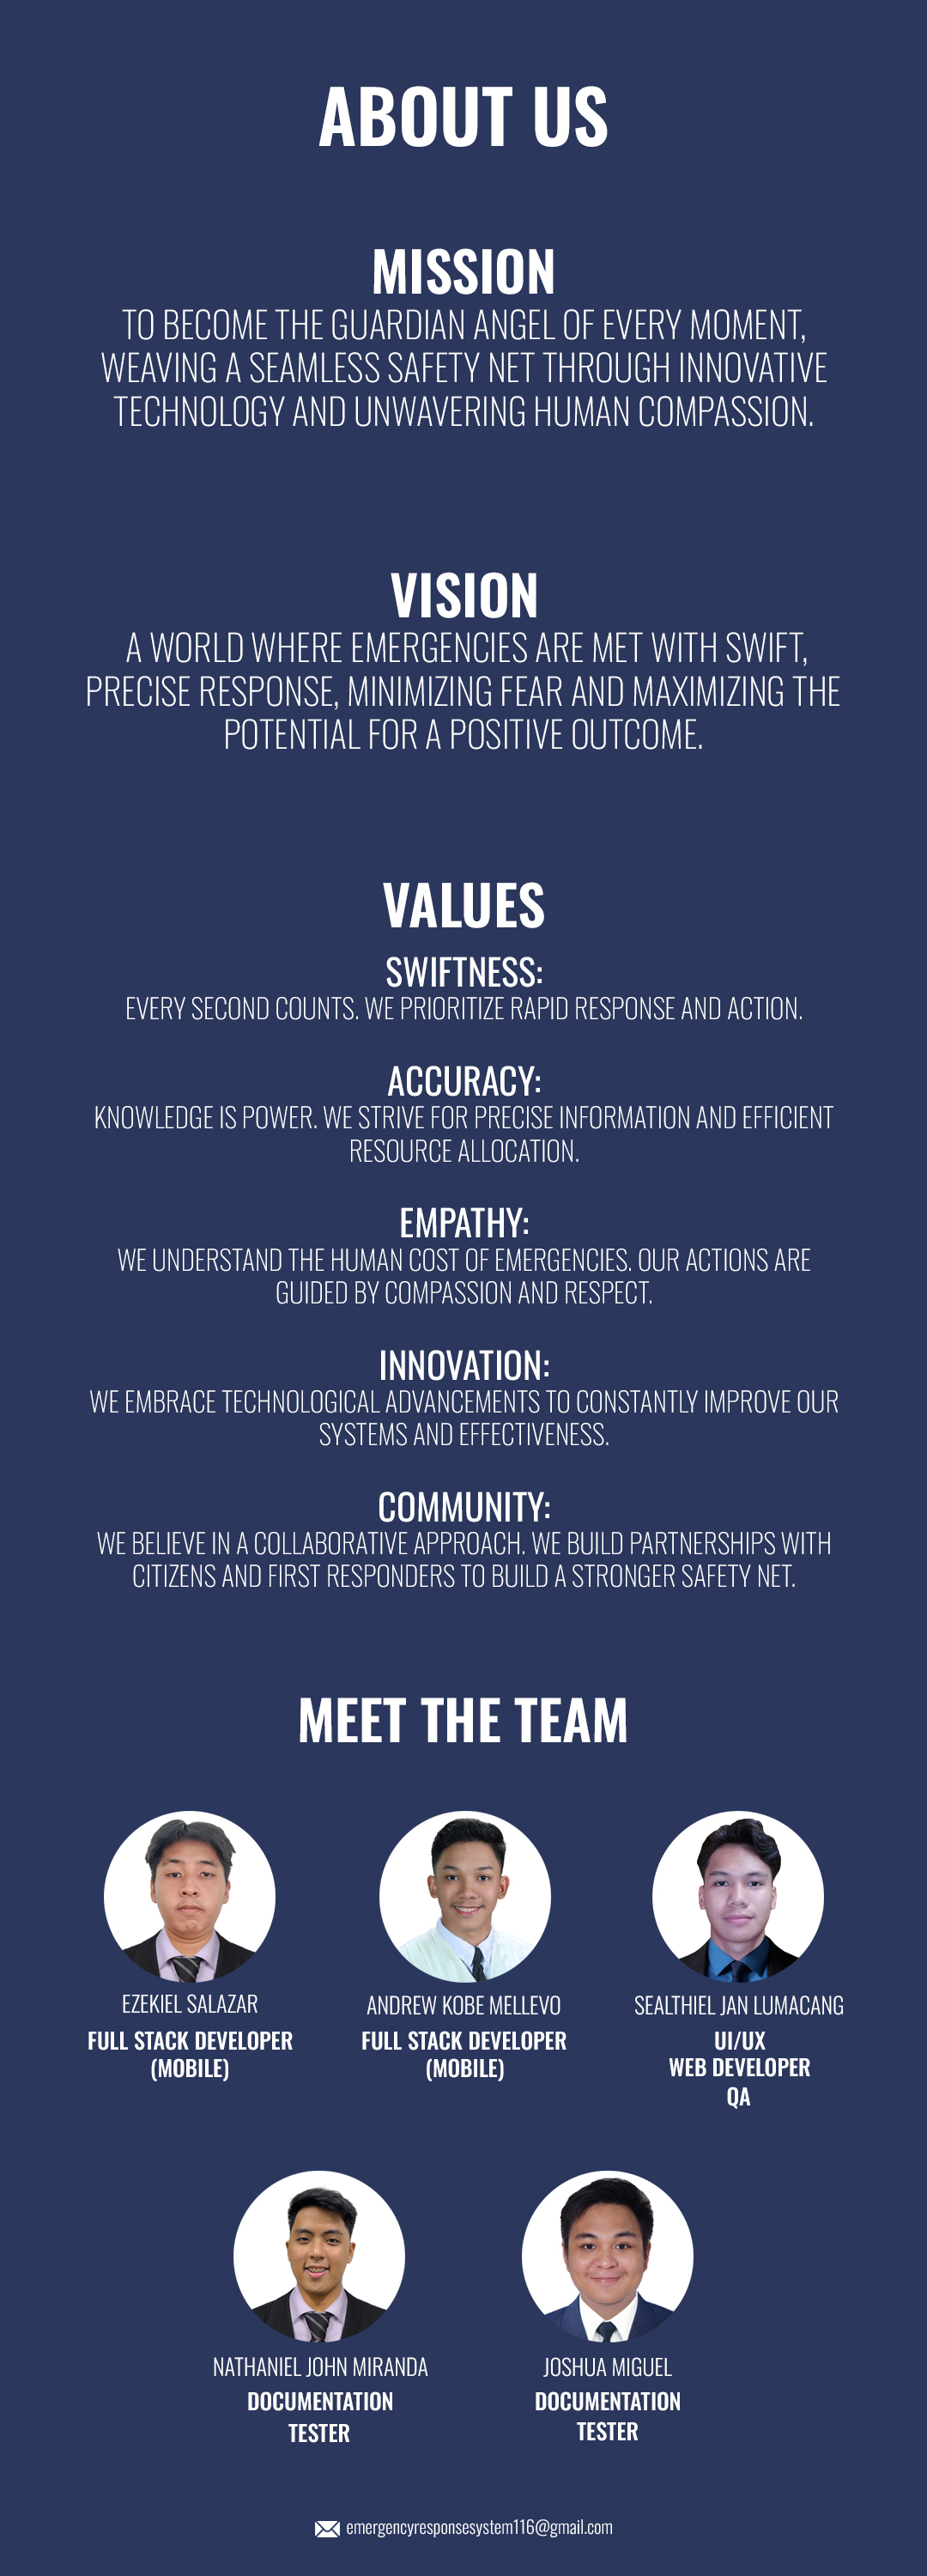 ABOUT US
MISSION
TO BECOME THE GUARDIAN ANGEL OF EVERY MOMENT,
WEAVING A SEAMLESS SAFETY NET THROUGH INNOVATIVE
TECHNOLOGY AND UNWAVERING HUMAN COMPASSION.
VISION
A WORLD WHERE EMERGENCIES ARE MET WITH SWIFT,
PRECISE RESPONSE, MINIMIZING FEAR AND MAXIMIZING THE
POTENTIAL FOR A POSITIVE OUTCOME.
VALUES
SWIFTNESS:
EVERY SECOND COUNTS. WE PRIORITIZE RAPID RESPONSE AND ACTION.
ACCURACY:
KNOWLEDGE IS POWER. WE STRIVE FOR PRECISE INFORMATION AND EFFICIENT
RESOURCE ALLOCATION.
EMPATHY:
WE UNDERSTAND THE HUMAN COST OF EMERGENCIES. OUR ACTIONS ARE
GUIDED BY COMPASSION AND RESPECT.
INNOVATION:
WE EMBRACE TECHNOLOGICAL ADVANCEMENTS TO CONSTANTLY IMPROVE OUR
SYSTEMS AND EFFECTIVENESS.
COMMUNITY:
WE BELIEVE IN A COLLABORATIVE APPROACH. WE BUILD PARTNERSHIPS WITH
CITIZENS AND FIRST RESPONDERS TO BUILD A STRONGER SAFETY NET.
MEET THE TEAM
EZEKIEL SALAZAR
FULL STACK DEVELOPER
(MOBILE)
ANDREW KOBE MELLEVO
FULL STACK DEVELOPER
(MOBILE)
SEALTHIEL JAN LUMACANG
UI/UX
WEB DEVELOPER
QA
NATHANIEL JOHN MIRANDA
DOCUMENTATION
TESTER
JOSHUA MIGUEL
DOCUMENTATION
TESTER
emergencyresponsesystem116@gmail.com